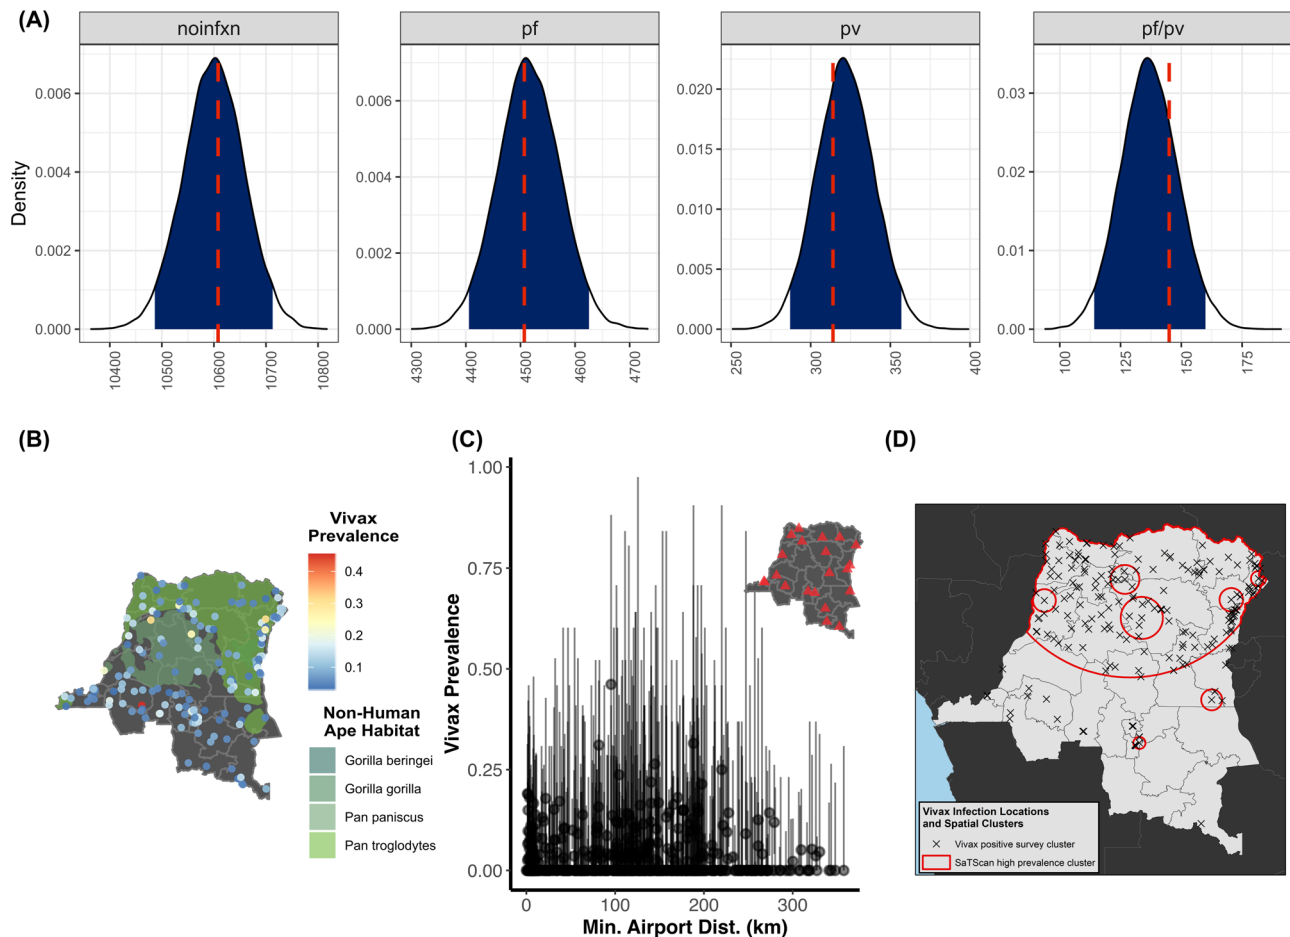 (A)
noinfxn
pf
pv
pf/pv
Density
0.006
0.004
0.002
0.000
10400
10500
10600
10700
10800
0.006
0.004
0.002
0.000
4300
4400
4500
4600
4700
0.020
0.015
0.010
0.005
0.000
250
300
350
400
0.03
0.02
0.01
0.00
100
125
150
175
(B)
Vivax
Prevalence
0.4
0.3
0.2
0.1
Non-Human
Ape Habitat
Gorilla beringei
Gorilla gorilla
Pan paniscus
Pan troglodytes
(C)
Vivax Prevalence
1.00
0.75
0.50
0.25
0.00
0
100
200
300
Min. Airport Dist. (km)
(D)
Vivax Infection Locations
and Spatial Clusters
Vivax positive survey cluster
SaTScan high prevalence cluster